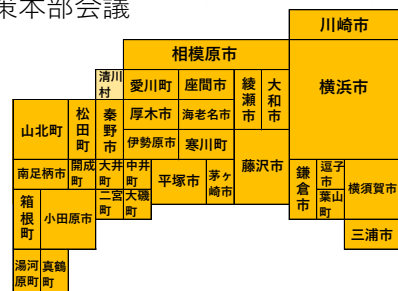 策本部会議
川崎市
相模原市
横浜市
清川
村
愛川町
座間市
綾
瀬
市
大
和
市
山北町
松
田
町
秦
野
市
厚木市
海老名市
伊勢原市
寒川町
藤沢市
南足柄市
開成
町
大井
町
中井
町
平塚市
茅ヶ
崎市
鎌
倉
市
逗子
市
横須賀市
葉山
町
箱
根
町
小田原市
二宮
町
大磯
町
三浦市
湯河
原町
真鶴
町